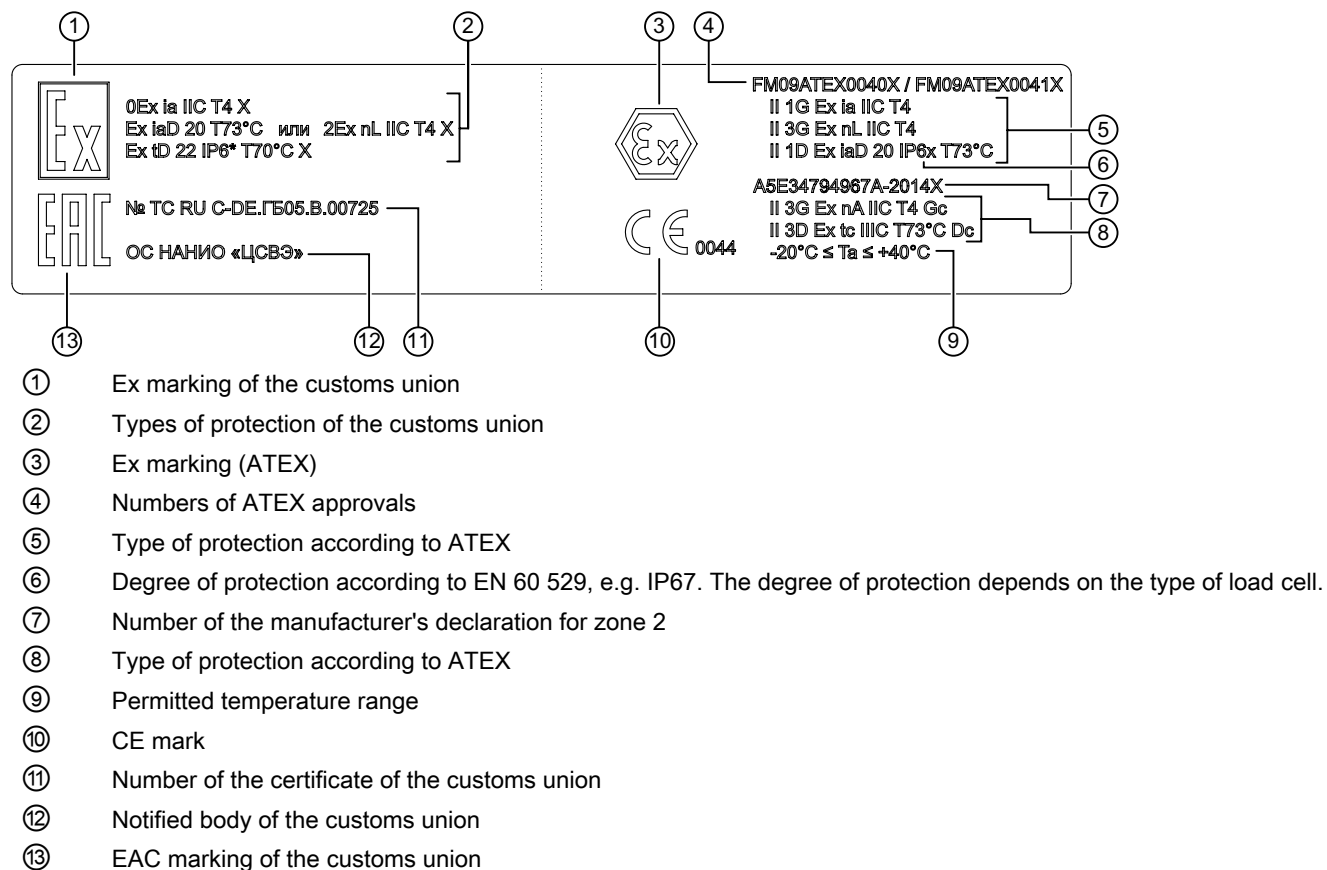 ① ② ③ ④
Ex
0Ex ia IIC T4 X
Ex iaD 20 T73°C или 2Ex nL IIC T4 X
Ex tD 22 IP6* T70°C X
EAC
№ TC RU C-DE.ГБ05.B.00725
ОС НАНИО «ЦСВЭ»
Ex
CE 0044
FM09ATEX0040X / FM09ATEX0041X
II 1G Ex ia IIC T4
II 3G Ex nL IIC T4
II 1D Ex iaD 20 IP6x T73°C
A5E34794967A-2014X
II 3G Ex nA IIC T4 Gc
II 3D Ex tc IIIC T73°C Dc
-20°C ≤ Ta ≤ +40°C
⑤
⑥
⑦
⑧
⑬ ⑫ ⑪ ⑩ ⑨
① Ex marking of the customs union
② Types of protection of the customs union
③ Ex marking (ATEX)
④ Numbers of ATEX approvals
⑤ Type of protection according to ATEX
⑥ Degree of protection according to EN 60 529, e.g. IP67. The degree of protection depends on the type of load cell.
⑦ Number of the manufacturer's declaration for zone 2
⑧ Type of protection according to ATEX
⑨ Permitted temperature range
⑩ CE mark
⑪ Number of the certificate of the customs union
⑫ Notified body of the customs union
⑬ EAC marking of the customs union